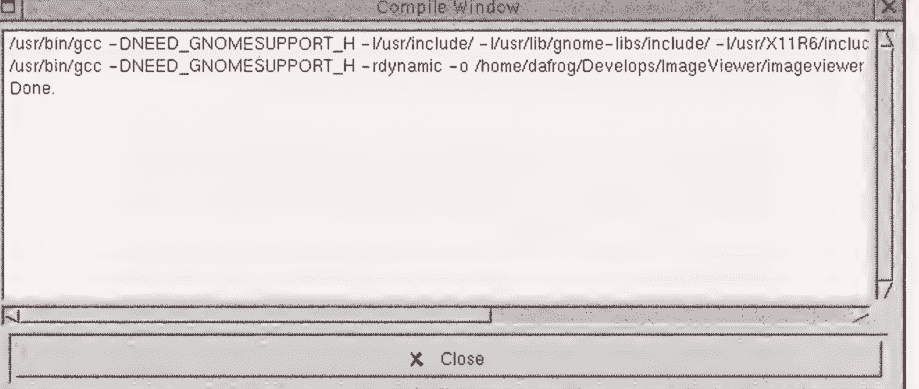 Compile Window
/usr/bin/gcc -DNEED_GNOMESUPPORT_H -I/usr/include/ -I/usr/lib/gnome-libs/include/ -I/usr/X11R6/includ
/usr/bin/gcc -DNEED_GNOMESUPPORT_H -rdynamic -o /home/dafrog/Develops/ImageViewer/imageviewer
Done.
Close